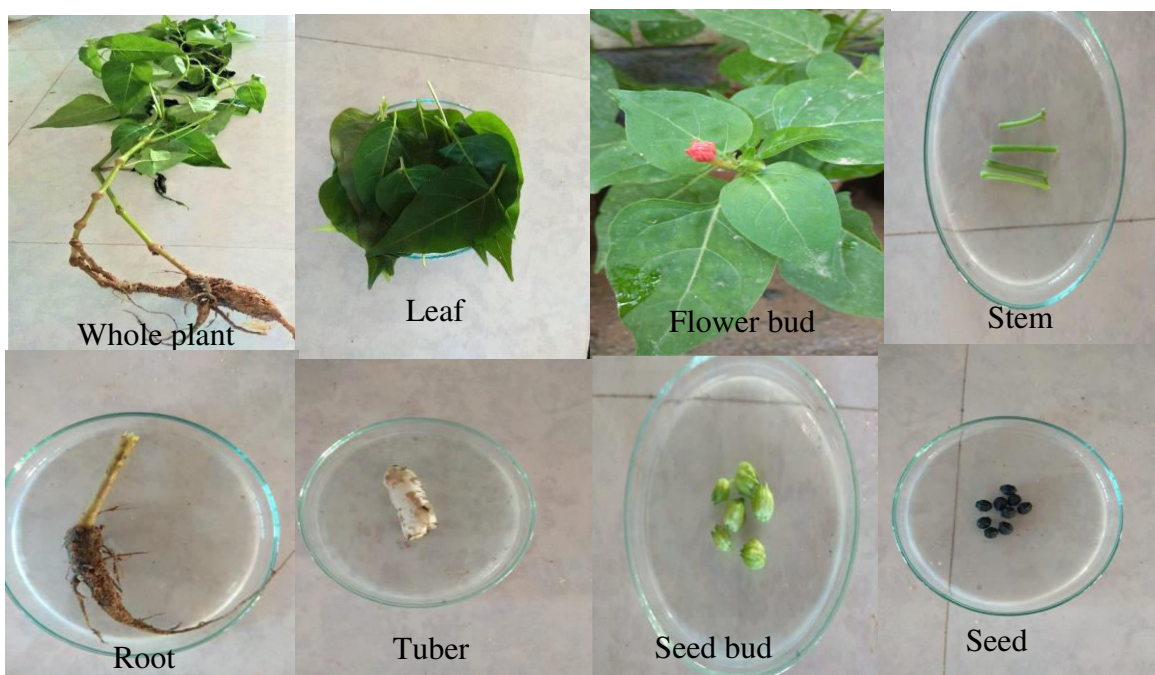 Whole plant
Leaf
Flower bud
Stem
Root
Tuber
Seed bud
Seed